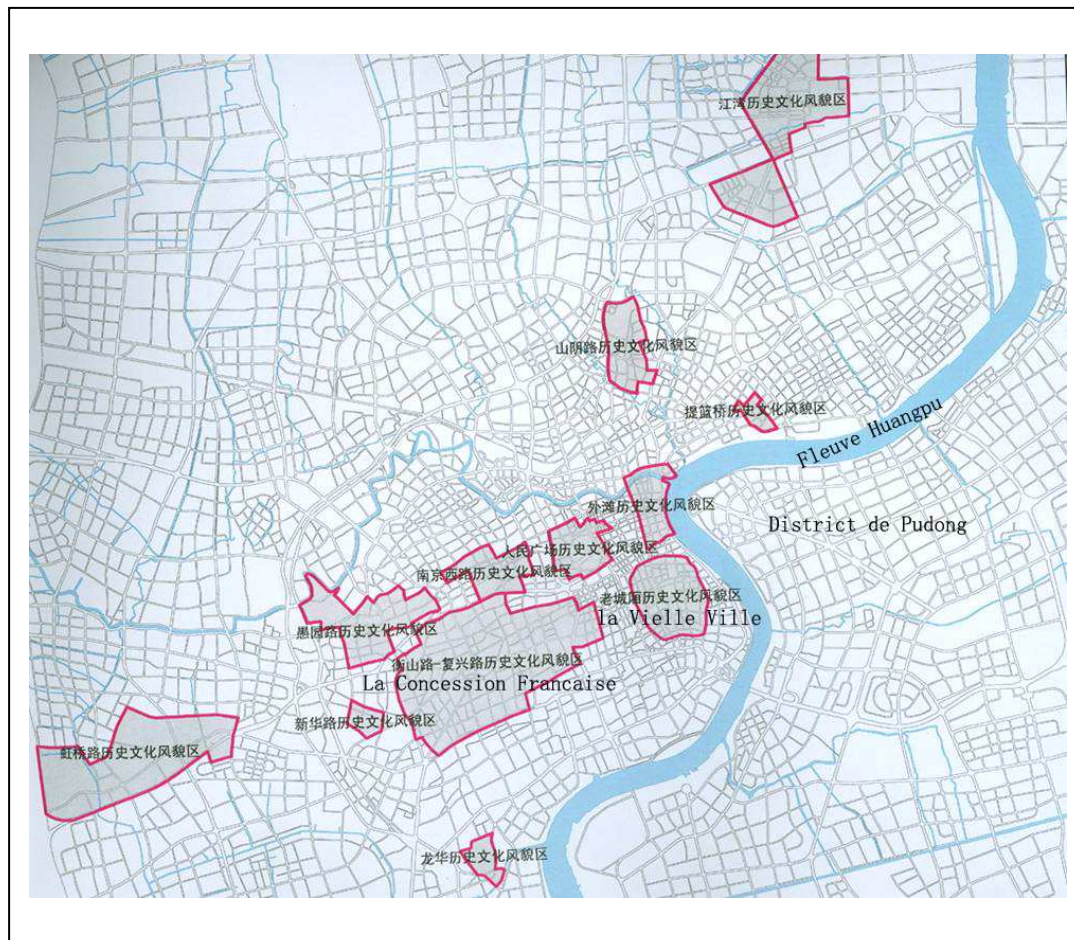 江湾历史文化风貌区
山阴路历史文化风貌区
提篮桥历史文化风貌区
Fleuve Huangpu
外滩历史文化风貌区
District de Pudong
人民广场历史文化风貌区
南京西路历史文化风貌区
老城厢历史文化风貌区
la Vielle Ville
愚园路历史文化风貌区
衡山路-复兴路历史文化风貌区
La Concession Francaise
新华路历史文化风貌区
虹桥路历史文化风貌区
龙华历史文化风貌区